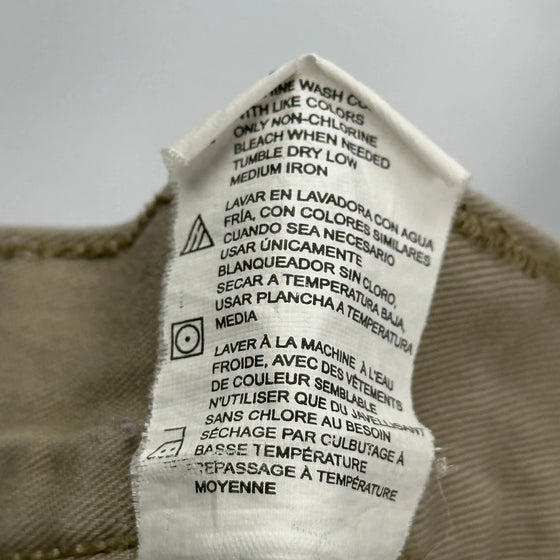 WASH
WITH LIKE COLORS
ONLY NON-CHLORINE
BLEACH WHEN NEEDED
TUMBLE DRY LOW
MEDIUM IRON
LAVAR EN LAVADORA CON AGUA
FRÍA, CON COLORES SIMILARES
CUANDO SEA NECESARIO
USAR ÚNICAMENTE
BLANQUEADOR SIN CLORO,
SECAR A TEMPERATURA BAJA,
USAR PLANCHA A TEMPERATURA
MEDIA
LAVER À LA MACHINE À L'EAU
FROIDE, AVEC DES VÊTEMENTS
DE COULEUR SEMBLABLE
N'UTILISER QUE DU JAVELLISANT
SANS CHLORE AU BESOIN
SÉCHAGE PAR CULBUTAGE À
BASSE TEMPÉRATURE
REPASSAGE À TEMPÉRATURE
MOYENNE